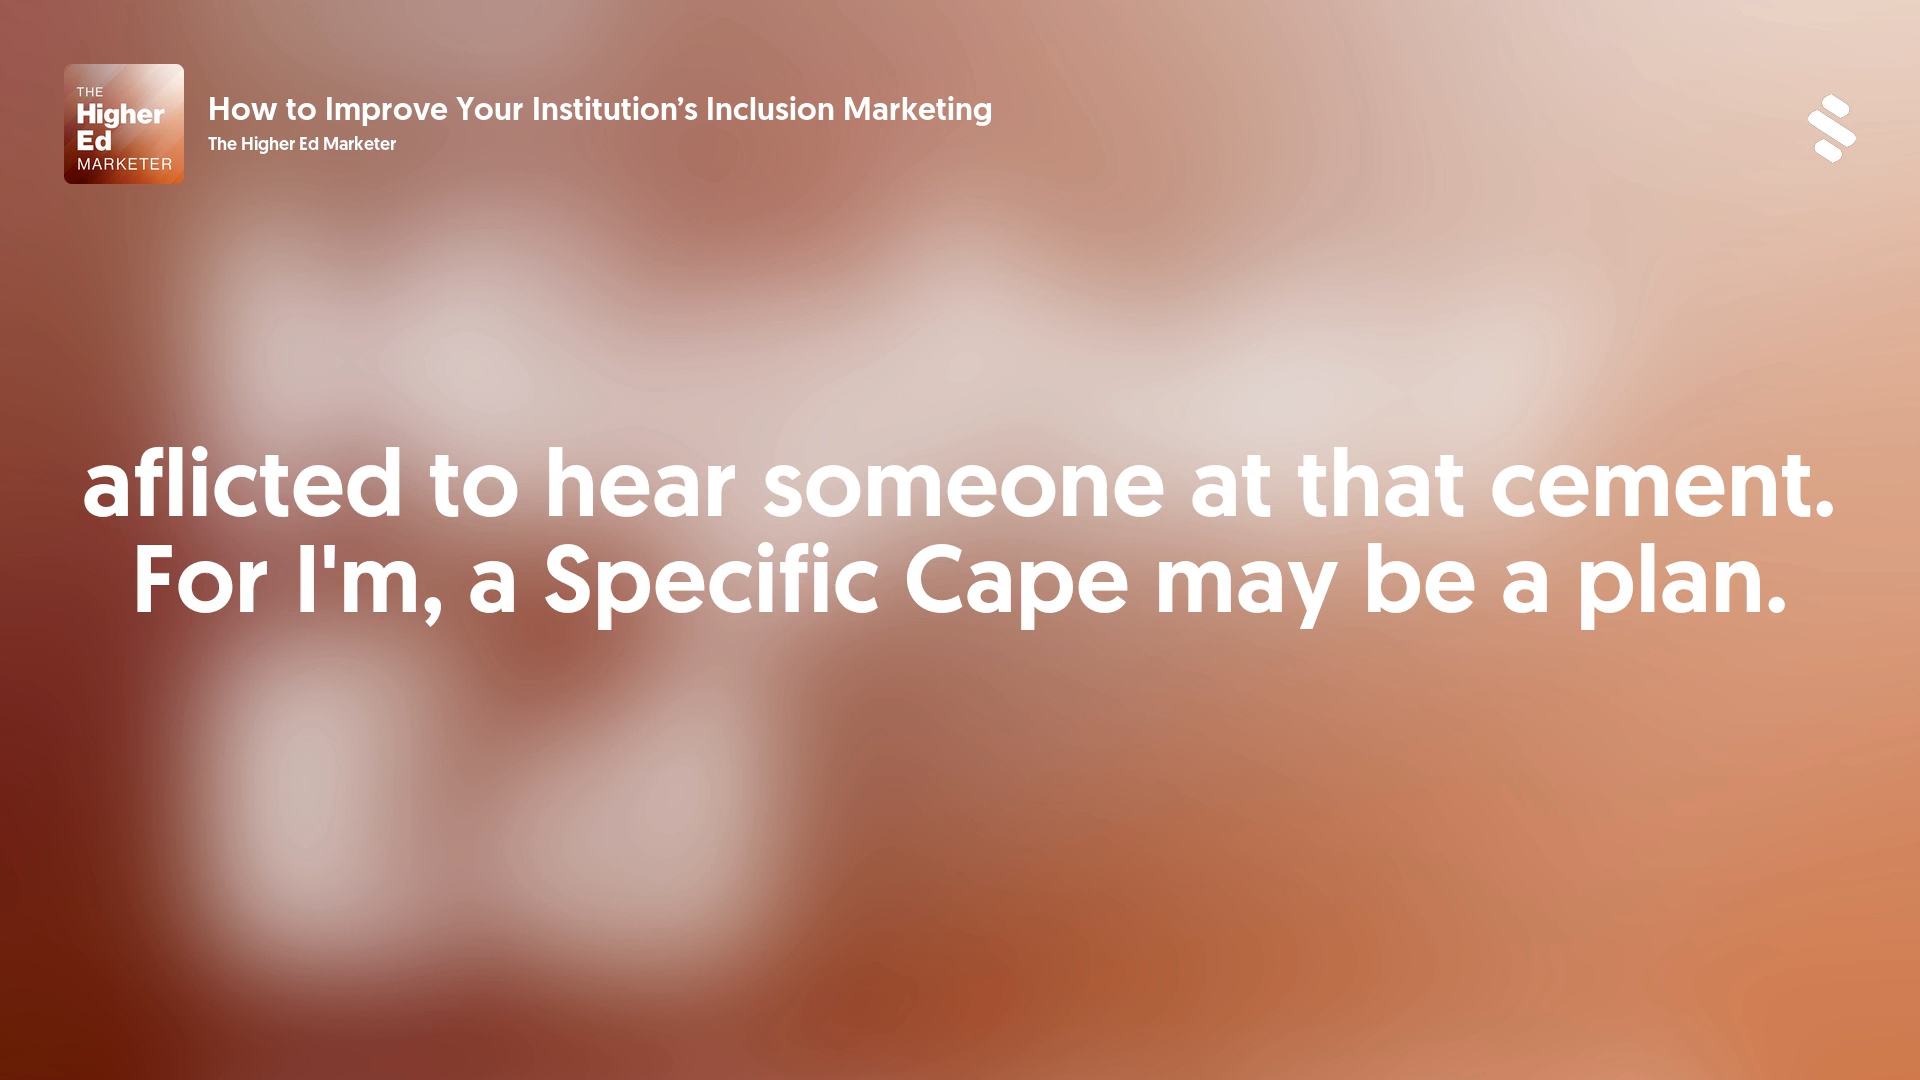 THE
Higher
Ed
MARKETER
How to Improve Your Institution’s Inclusion Marketing
The Higher Ed Marketer
aflicted to hear someone at that cement.
For I'm, a Specific Cape may be a plan.